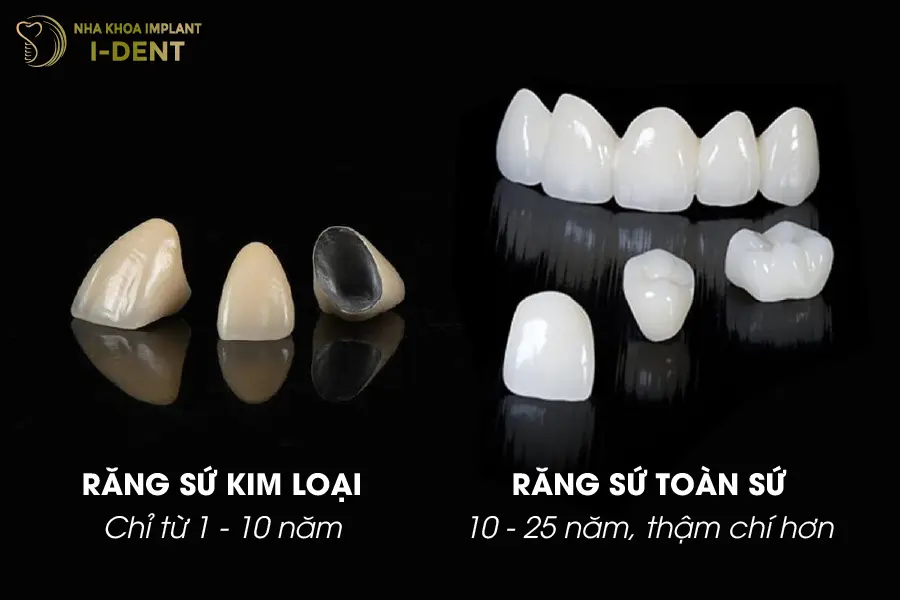 NHA KHOA IMPLANT
I-DENT
RĂNG SỨ KIM LOẠI
Chỉ từ 1 - 10 năm
RĂNG SỨ TOÀN SỨ
10 - 25 năm, thậm chí hơn